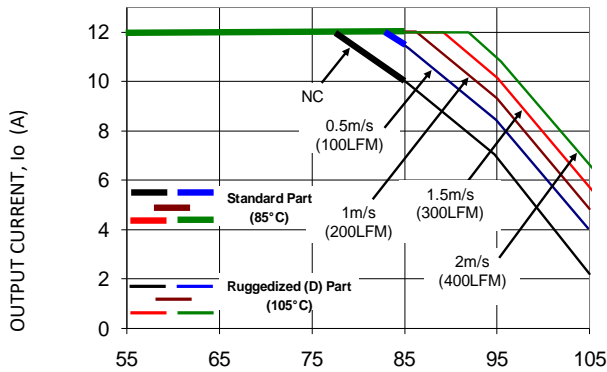 OUTPUT CURRENT, Io (A)
12
10
8
6
4
2
0
55
65
75
85
95
105
NC
0.5m/s
(100LFM)
1m/s
(200LFM)
1.5m/s
(300LFM)
2m/s
(400LFM)
Standard Part
(85°C)
Ruggedized (D) Part
(105°C)